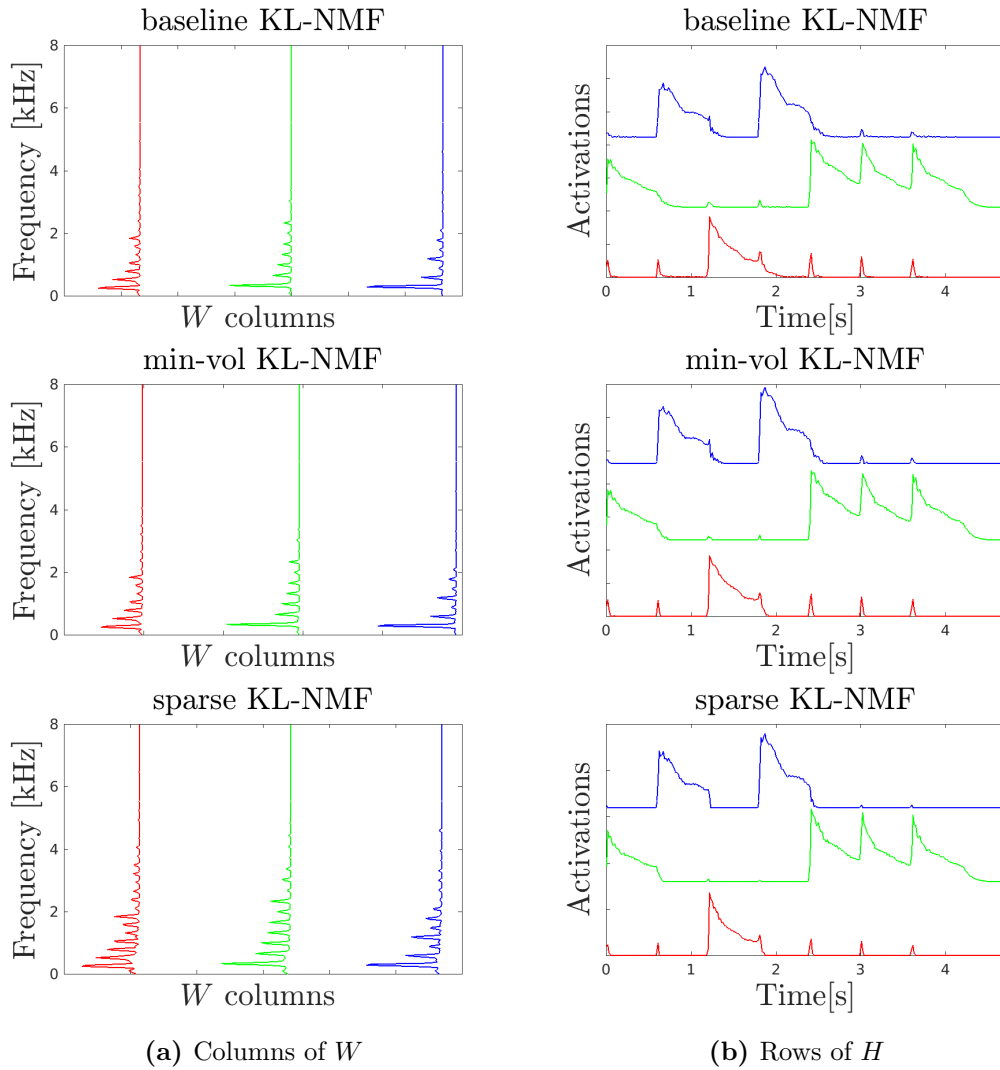 baseline KL-NMF
8
6
4
2
0
Frequency [kHz]
W columns
baseline KL-NMF
Activations
0 1 2 3 4
Time[s]
min-vol KL-NMF
8
6
4
2
0
Frequency [kHz]
W columns
min-vol KL-NMF
Activations
0 1 2 3 4
Time[s]
sparse KL-NMF
8
6
4
2
0
Frequency [kHz]
W columns
sparse KL-NMF
Activations
0 1 2 3 4
Time[s]
(a) Columns of W
(b) Rows of H